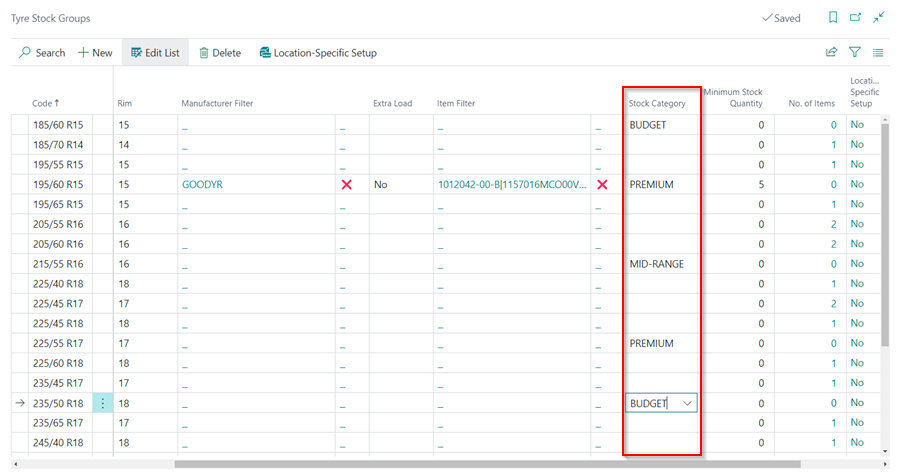 Tyre Stock Groups
Saved
Search New Edit List Delete Location-Specific Setup
Code ↑ Rim Manufacturer Filter Extra Load Item Filter Stock Category Minimum Stock Quantity No. of Items Locati... Specific Setup
185/60 R15 15 _ _ _ _ BUDGET 0 0 No
185/70 R14 14 _ _ _ _ 0 1 No
195/55 R15 15 _ _ _ _ 0 1 No
195/60 R15 15 GOODYR No 1012042-00-B|1157016MCO00V... PREMIUM 5 0 No
195/65 R15 15 _ _ _ _ 0 1 No
205/55 R16 16 _ _ _ _ 0 2 No
205/60 R16 16 _ _ _ _ 0 2 No
215/55 R16 16 _ _ _ _ MID-RANGE 0 0 No
225/40 R18 18 _ _ _ _ 0 1 No
225/45 R17 17 _ _ _ _ 0 2 No
225/45 R18 18 _ _ _ _ 0 1 No
225/55 R17 17 _ _ _ _ PREMIUM 0 0 No
225/60 R18 18 _ _ _ _ 0 1 No
235/45 R17 17 _ _ _ _ 0 1 No
235/50 R18 18 _ _ _ _ BUDGET 0 0 No
235/65 R17 17 _ _ _ _ 0 1 No
245/40 R18 18 _ _ _ _ 0 1 No